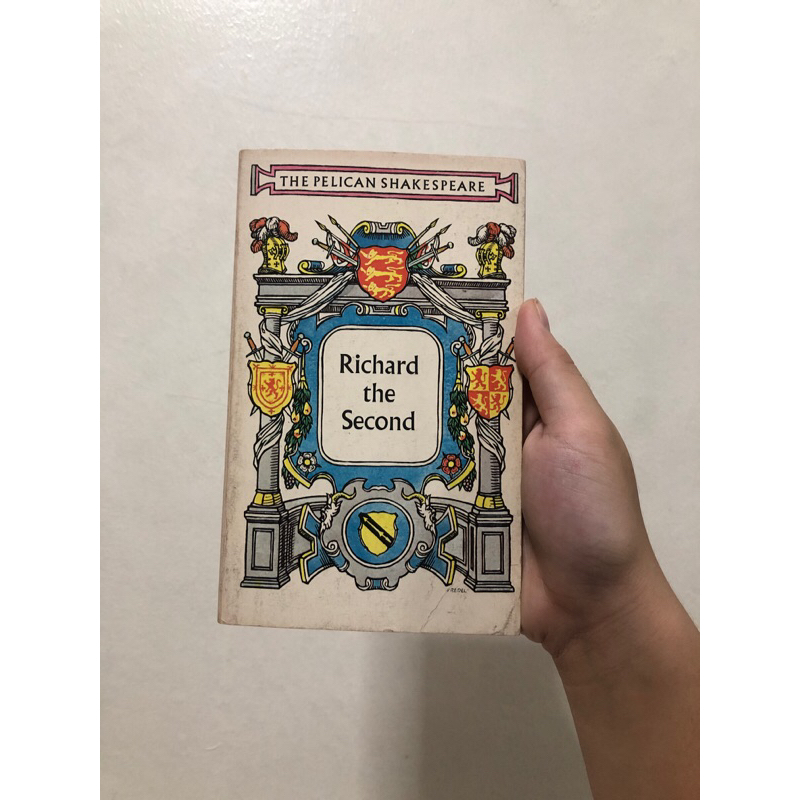 THE PELICAN SHAKESPEARE
Richard
the
Second